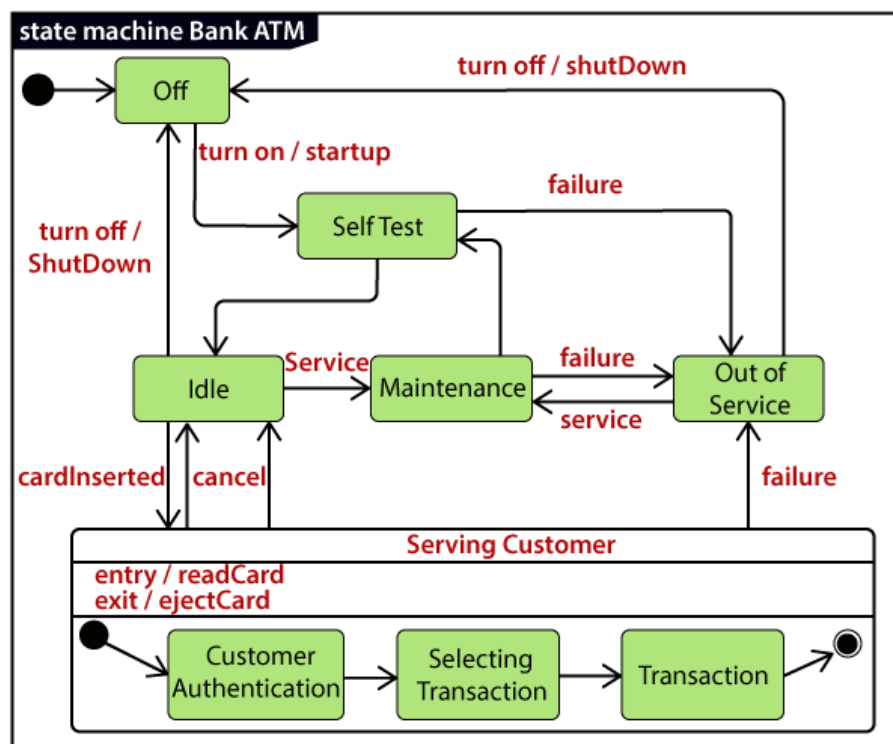 state machine Bank ATM
turn off / shutDown
Off
turn on / startup
failure
Self Test
turn off /
ShutDown
Service
failure
Idle
Maintenance
Out of
Service
service
cardInserted
cancel
failure
Serving Customer
entry / readCard
exit / ejectCard
Customer
Authentication
Selecting
Transaction
Transaction